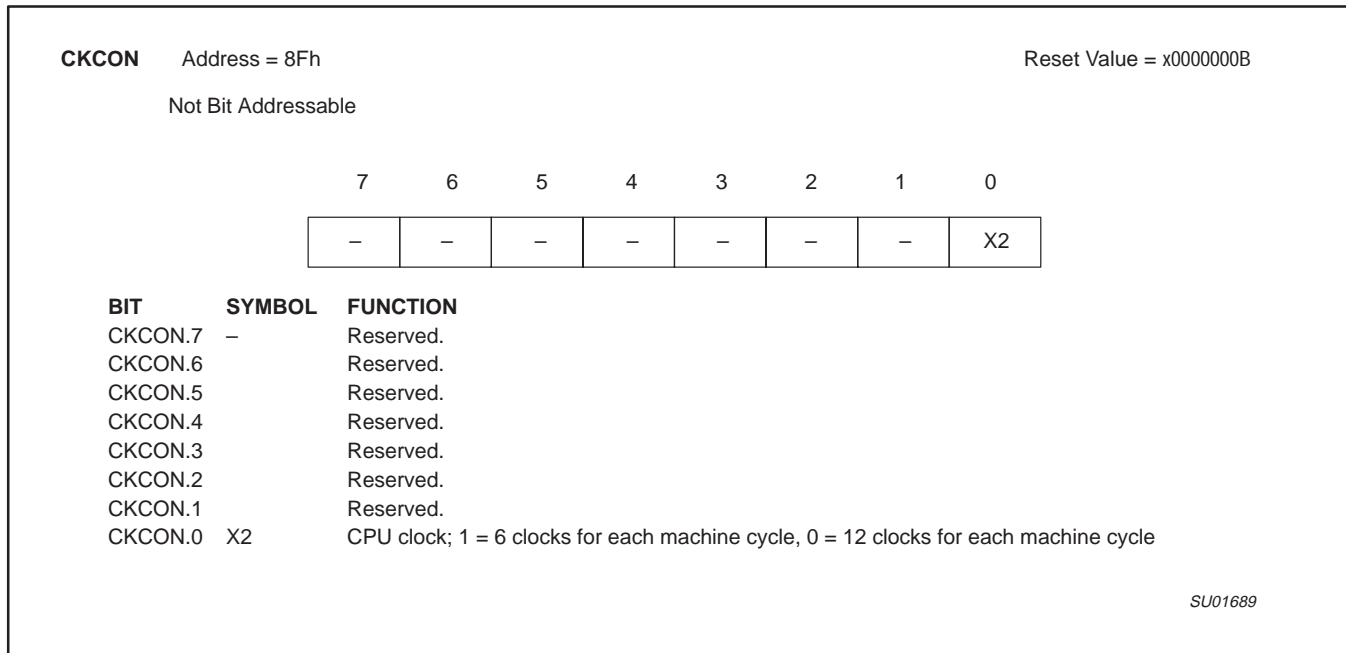 CKCON Address = 8Fh Reset Value = x0000000B
Not Bit Addressable
7 6 5 4 3 2 1 0
– – – – – – – X2
BIT SYMBOL FUNCTION
CKCON.7 – Reserved.
CKCON.6 Reserved.
CKCON.5 Reserved.
CKCON.4 Reserved.
CKCON.3 Reserved.
CKCON.2 Reserved.
CKCON.1 Reserved.
CKCON.0 X2 CPU clock; 1 = 6 clocks for each machine cycle, 0 = 12 clocks for each machine cycle
SU01689